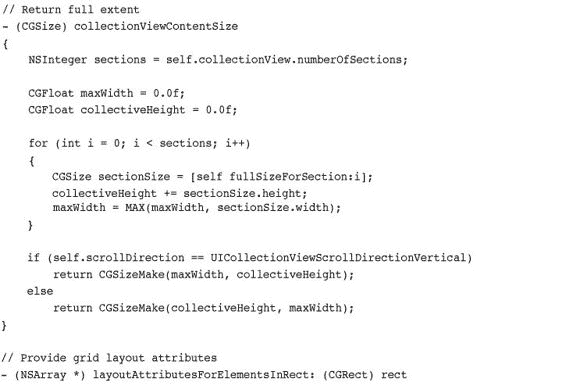 // Return full extent
- (CGSize) collectionViewContentSize
{
NSInteger sections = self.collectionView.numberOfSections;
CGFloat maxWidth = 0.0f;
CGFloat collectiveHeight = 0.0f;
for (int i = 0; i < sections; i++)
{
CGSize sectionSize = [self fullSizeForSection:i];
collectiveHeight += sectionSize.height;
maxWidth = MAX(maxWidth, sectionSize.width);
}
if (self.scrollDirection == UICollectionViewScrollDirectionVertical)
return CGSizeMake(maxWidth, collectiveHeight);
else
return CGSizeMake(collectiveHeight, maxWidth);
}
// Provide grid layout attributes
- (NSArray *) layoutAttributesForElementsInRect: (CGRect) rect